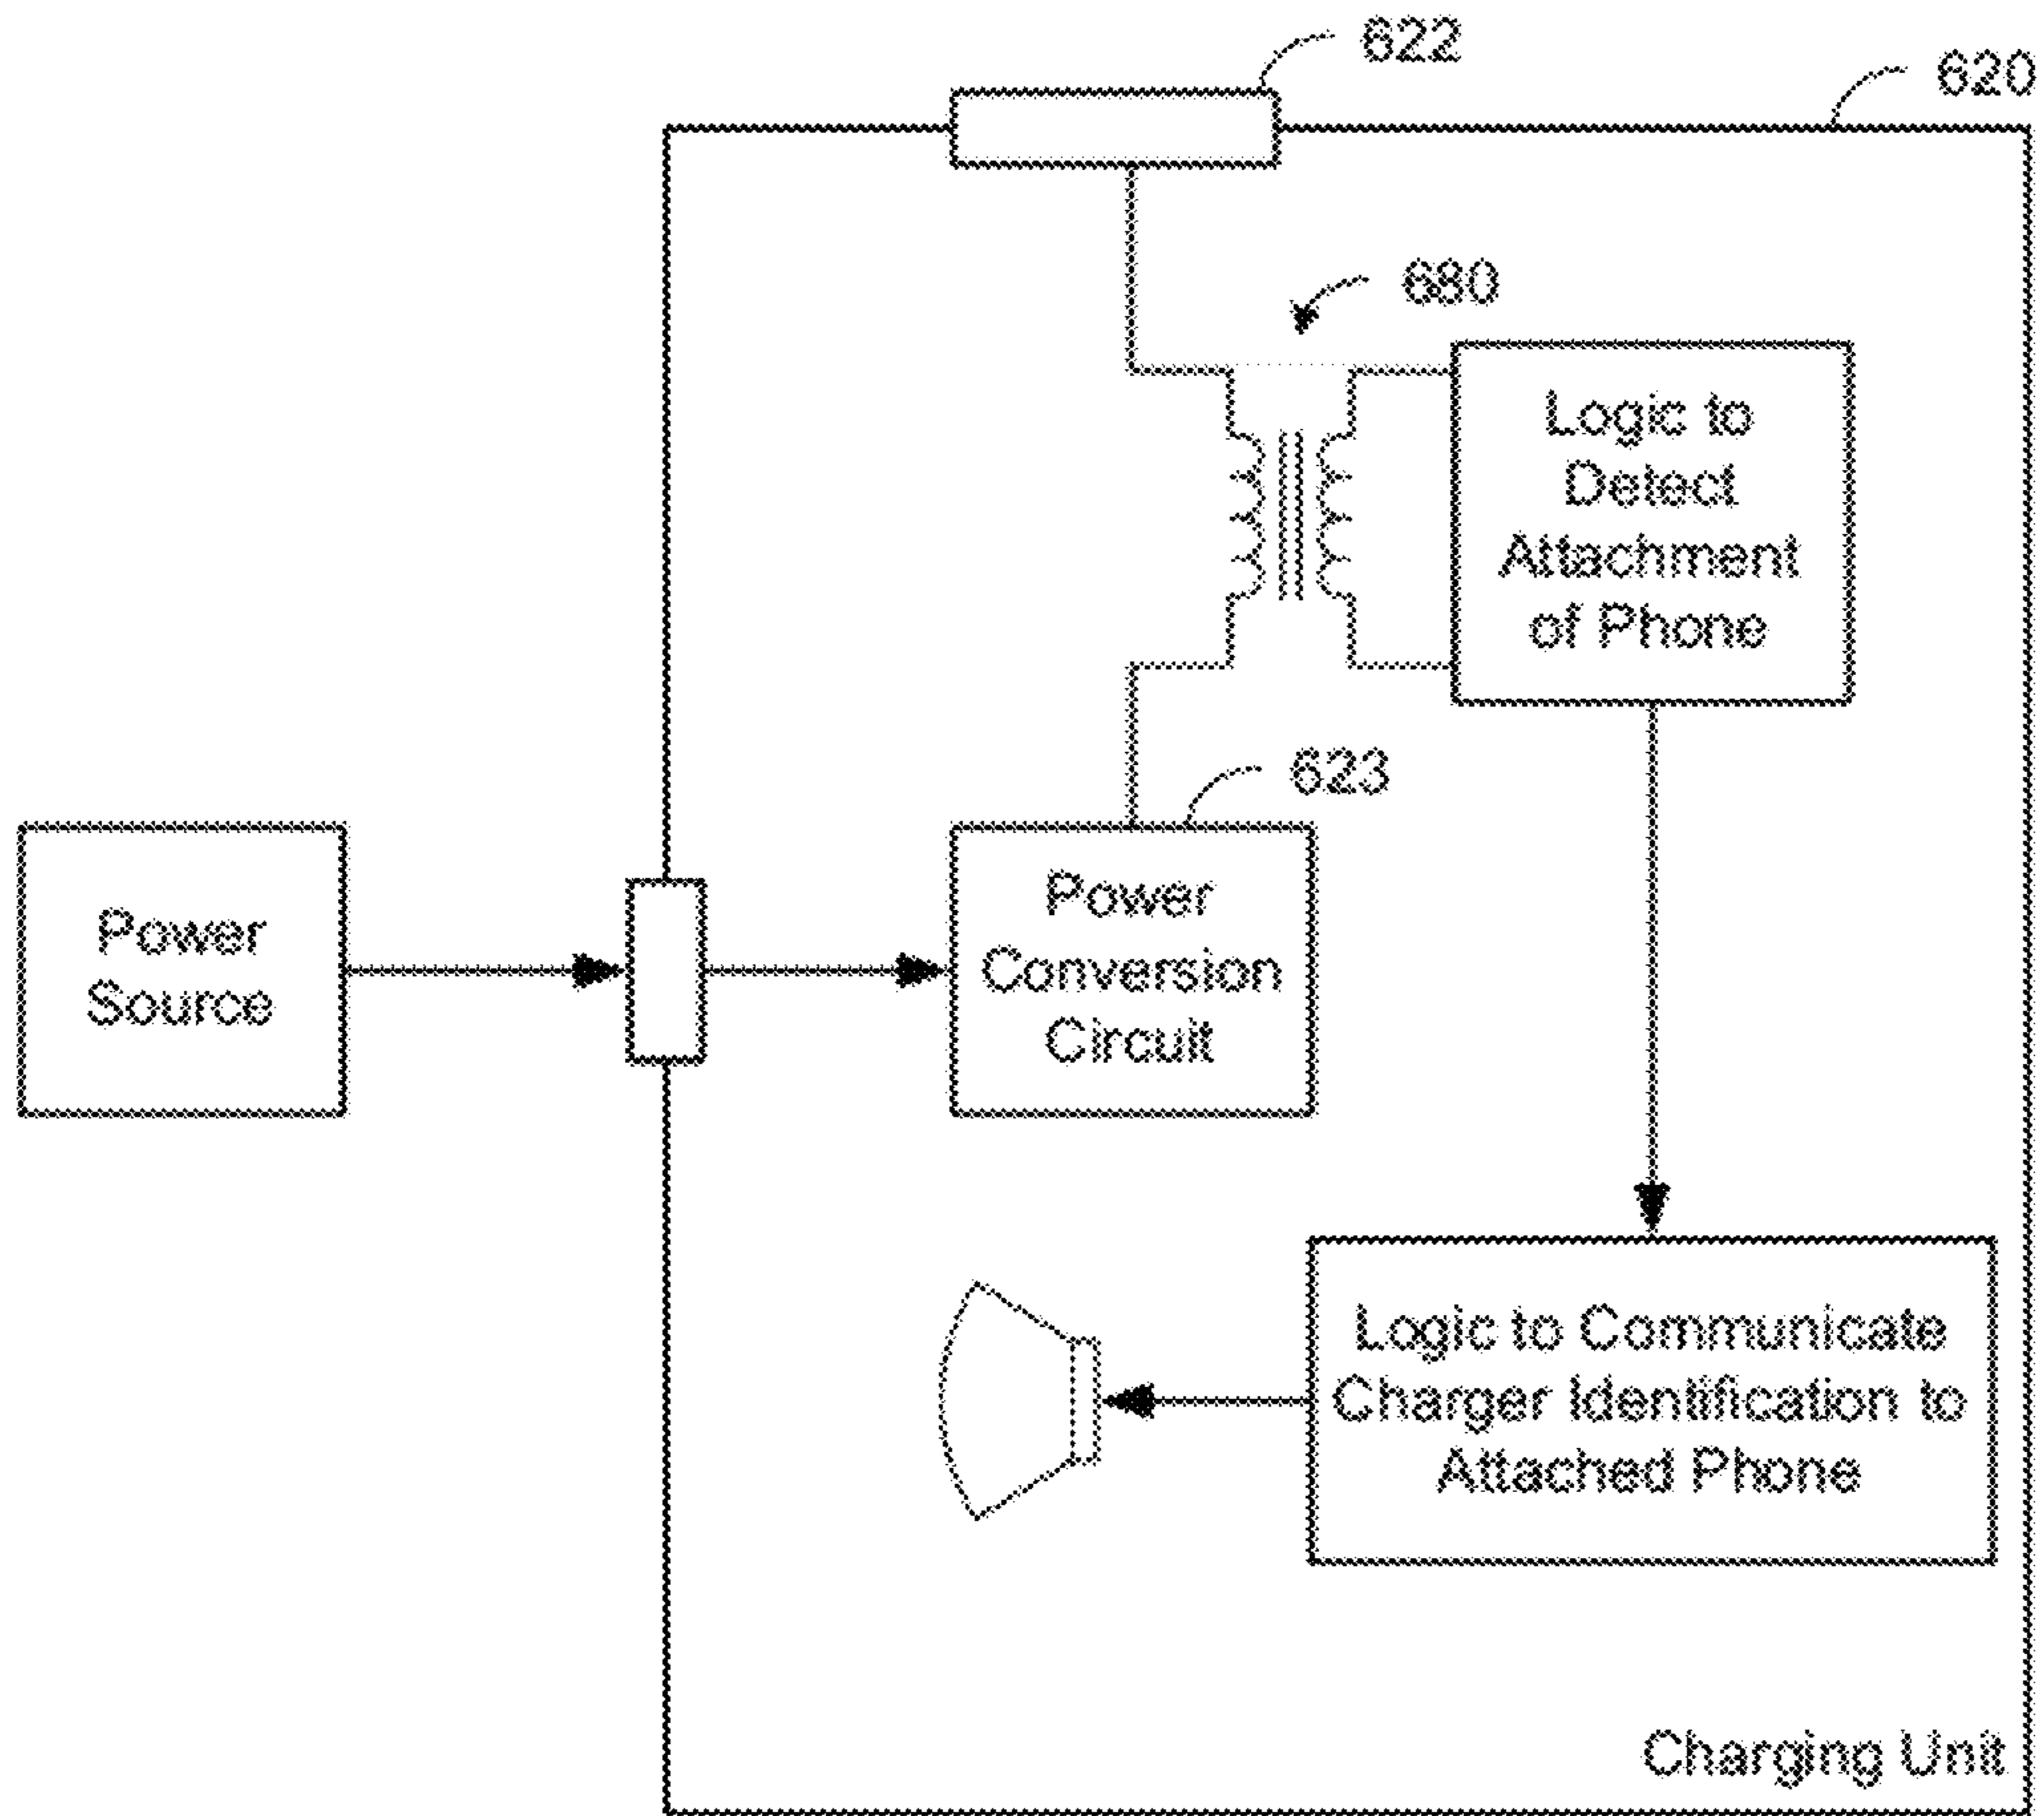 622
620
680
Logic to
Detect
Attachment
of Phone
623
Power
Source
Power
Conversion
Circuit
Logic to Communicate
Charger Identification to
Attached Phone
Charging Unit